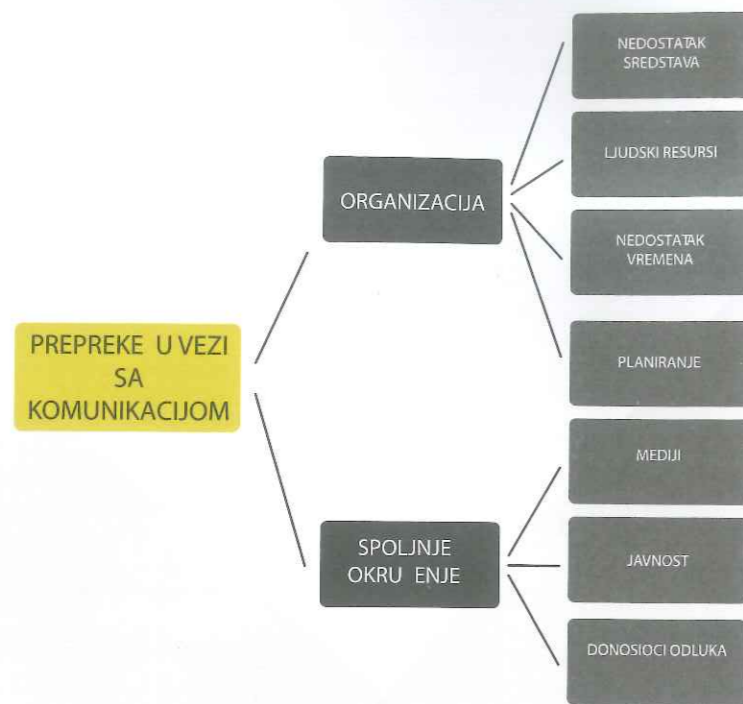 PREPREKE U VEZI
SA
KOMUNIKACIJOM
ORGANIZACIJA
NEDOSTATAK
SREDSTAVA
LJUDSKI RESURSI
NEDOSTATAK
VREMENA
PLANIRANJE
SPOLJNJE
OKRU ENJE
MEDIJI
JAVNOST
DONOSIOCI ODLUKA